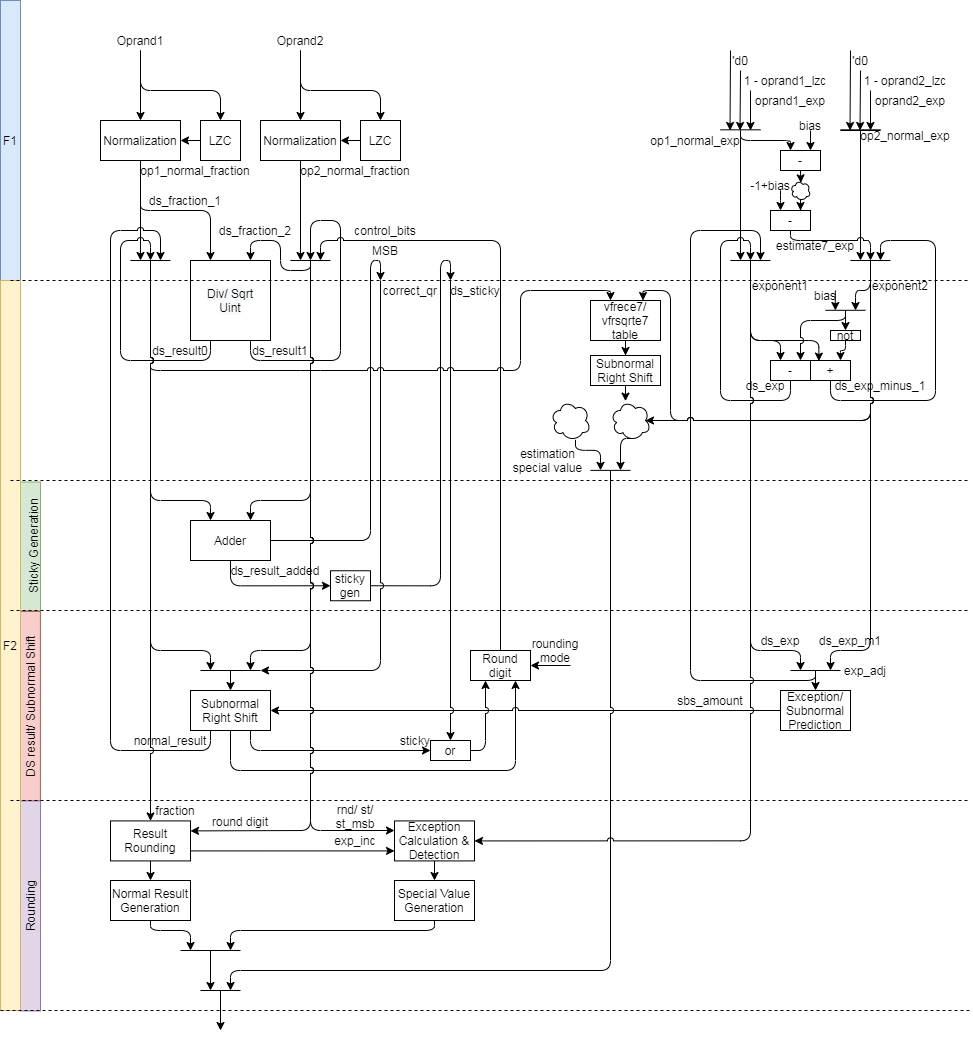 Oprand1
Oprand2
'd0
1 - oprand1_lzc
oprand1_exp
'd0
1 - oprand2_lzc
oprand2_exp
F1
Normalization
LZC
Normalization
LZC
op1_normal_exp
bias
op2_normal_exp
-
op1_normal_fraction
op2_normal_fraction
-1+bias
ds_fraction_1
-
ds_fraction_2
control_bits
estimate7_exp
MSB
Div/ Sqrt
Uint
correct_qr
ds_sticky
exponent1
exponent2
bias
vfrece7/
vfrsqrte7
table
not
ds_result0
ds_result1
Subnormal
Right Shift
-
+
ds_exp
ds_exp_minus_1
estimation
special value
Sticky Generation
Adder
ds_result_added
sticky
gen
F2
DS result/ Subnormal Shift
Round
digit
rounding
mode
ds_exp
ds_exp_m1
exp_adj
Subnormal
Right Shift
sbs_amount
Exception/
Subnormal
Prediction
normal_result
sticky
or
Rounding
fraction
round digit
rnd/ st/
st_msb
Result
Rounding
exp_inc
Exception
Calculation &
Detection
Normal Result
Generation
Special Value
Generation